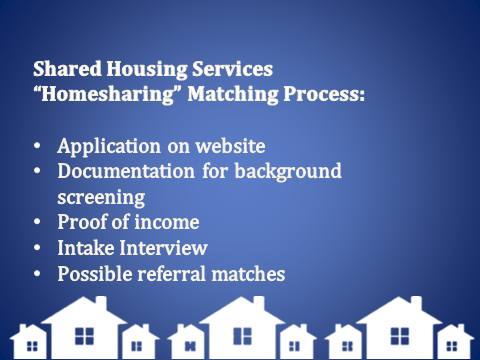 Shared Housing Services
“Homesharing” Matching Process:
• Application on website
• Documentation for background
screening
• Proof of income
• Intake Interview
• Possible referral matches